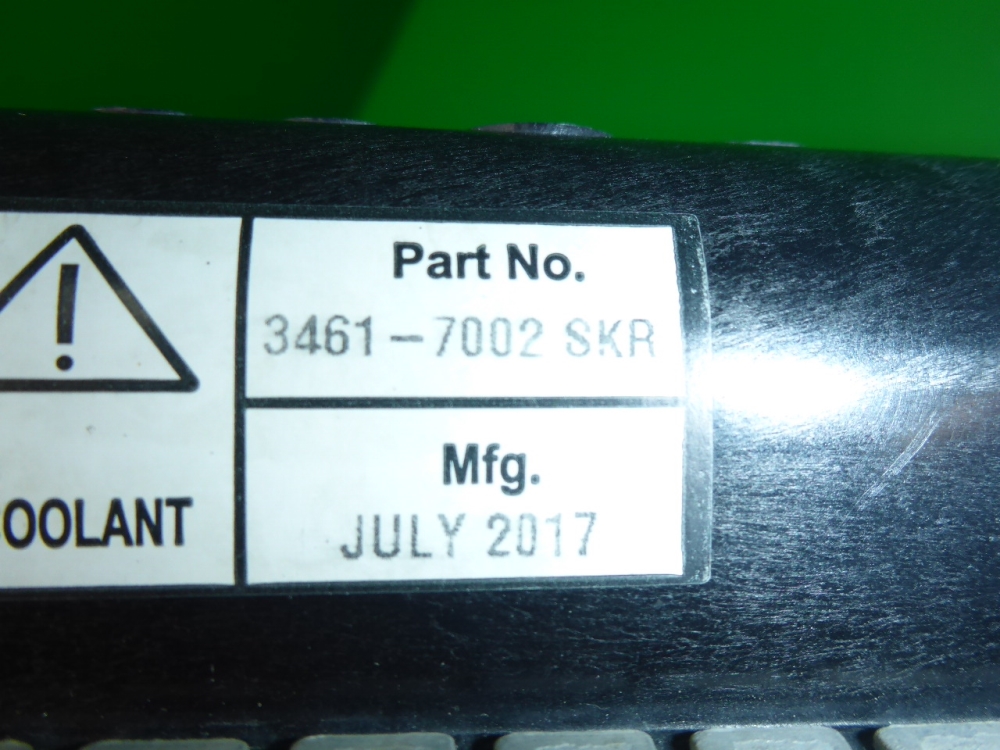 Part No.
3461-7002 SKR
Mfg.
JULY 2017
OOLANT